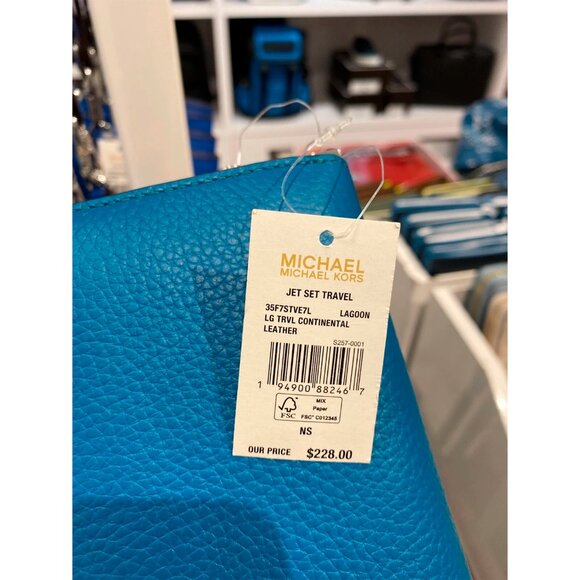 MICHAEL
MICHAEL KORS
JET SET TRAVEL
35F7STVE7L LAGOON
LG TRVL CONTINENTAL
LEATHER
S257-0001
1 94900 88246 7
MIX
Paper
FSC FSC® C012345
NS
OUR PRICE $228.00